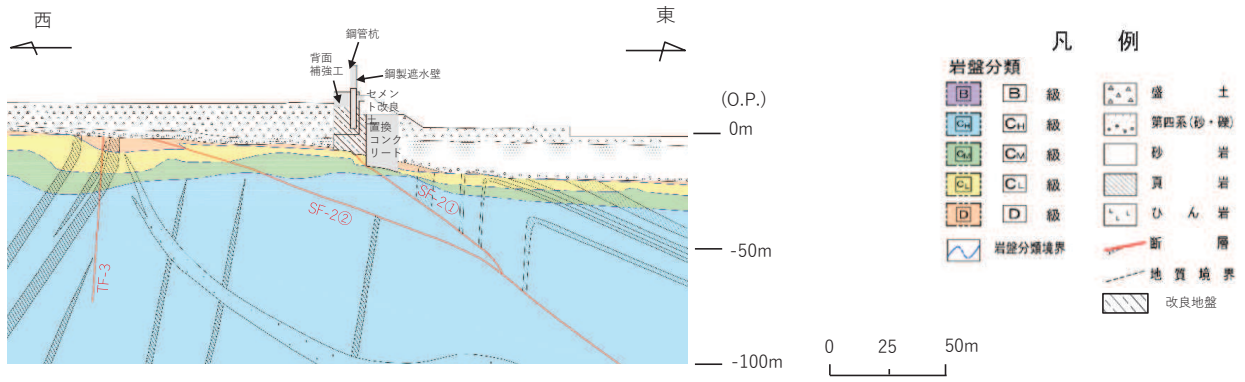 西
東
鋼管杭
背面
補強工
鋼製遮水壁
セメン
ト改良
土
置換
コンク
リート
(O.P.)
0m
-50m
-100m
SF-2①
SF-2②
TF-3
凡 例
岩盤分類
B B 級
CH CH 級
CM CM 級
CL CL 級
D D 級
岩盤分類境界
盛 土
第四系(砂・礫)
砂 岩
頁 岩
ひ ん 岩
断 層
地 質 境 界
改良地盤
0 25 50m